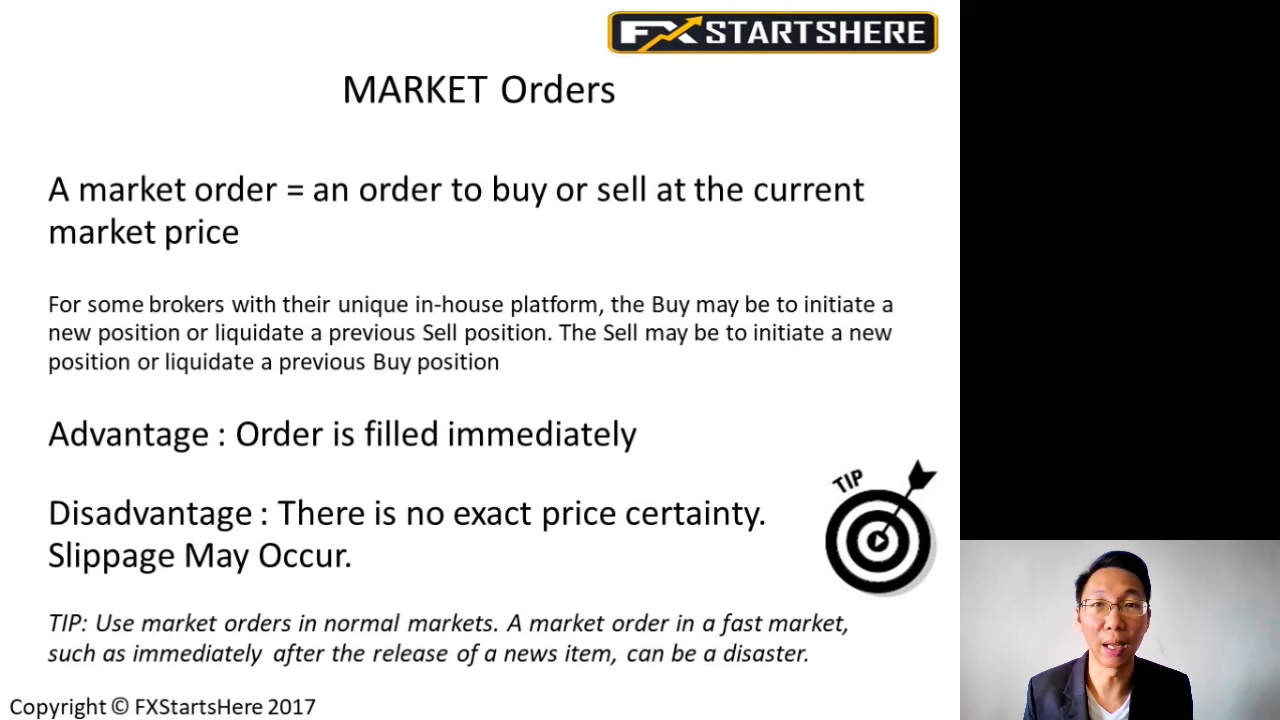 FX STARTSHERE
MARKET Orders
A market order = an order to buy or sell at the current
market price
For some brokers with their unique in-house platform, the Buy may be to initiate a
new position or liquidate a previous Sell position. The Sell may be to initiate a new
position or liquidate a previous Buy position
Advantage : Order is filled immediately
TIP
Disadvantage : There is no exact price certainty.
Slippage May Occur.
TIP: Use market orders in normal markets. A market order in a fast market,
such as immediately after the release of a news item, can be a disaster.
Copyright © FXStartsHere 2017